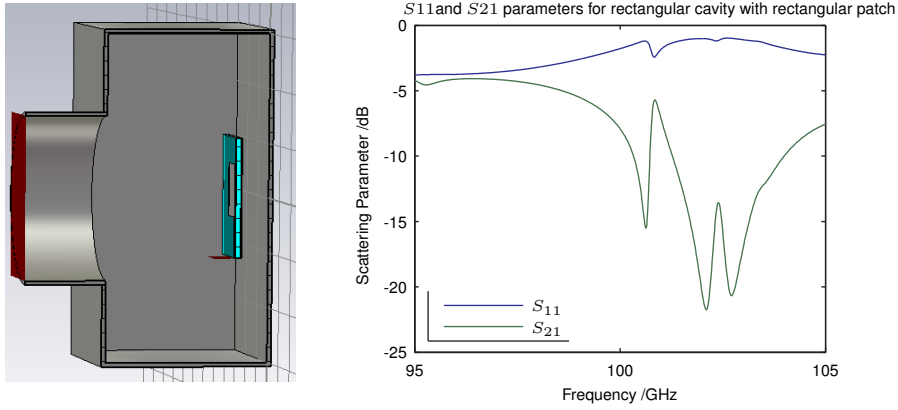 S11and S21 parameters for rectangular cavity with rectangular patch
0
-5
-10
-15
-20
-25
Scattering Parameter /dB
S11
S21
95
100
105
Frequency /GHz